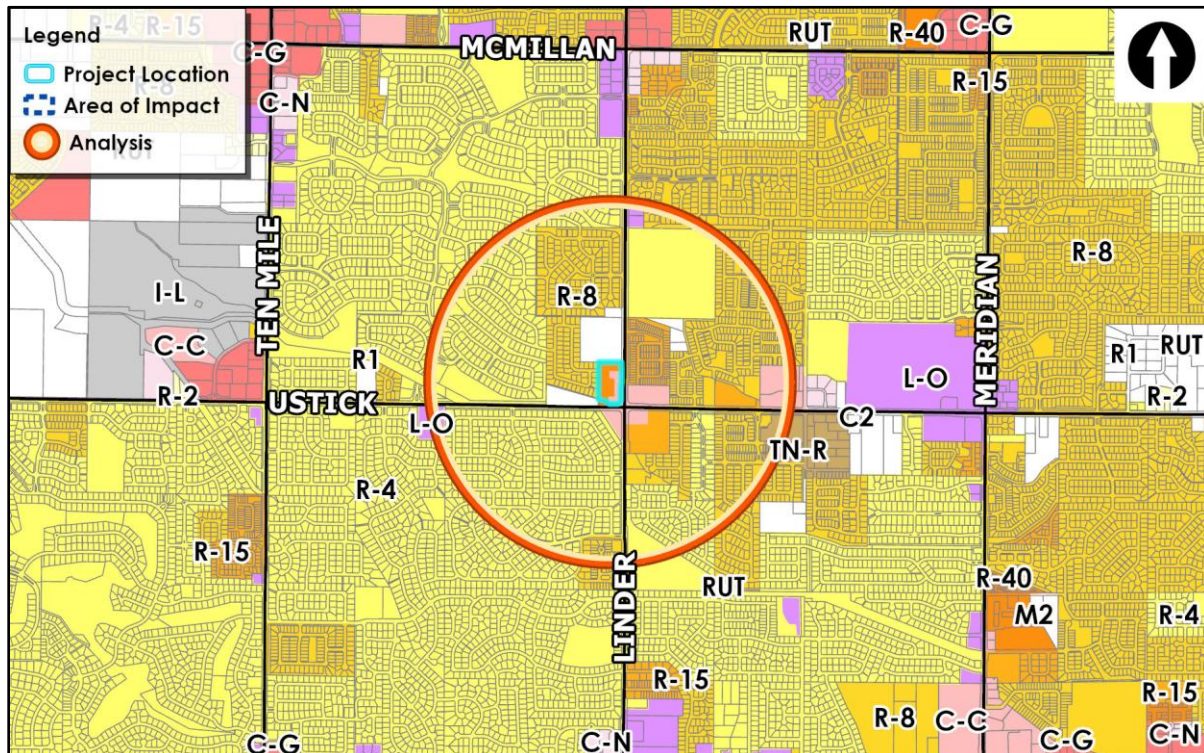 Legend
Project Location
Area of Impact
Analysis
R-4 R-15
C-G
R-8
C-N
RUT
MCMILLAN
RUT
R-40
C-G
R-15
TEN MILE
I-L
C-C
R-2
R1
USTICK
R-8
L-O
R-4
R-15
MERIDIAN
R-8
R1
RUT
R-2
L-O
C2
TN-R
LINDER
RUT
R-40
M2
R-4
R-15
R-15
C-N
R-8
C-C
C-G
C-G
C-N